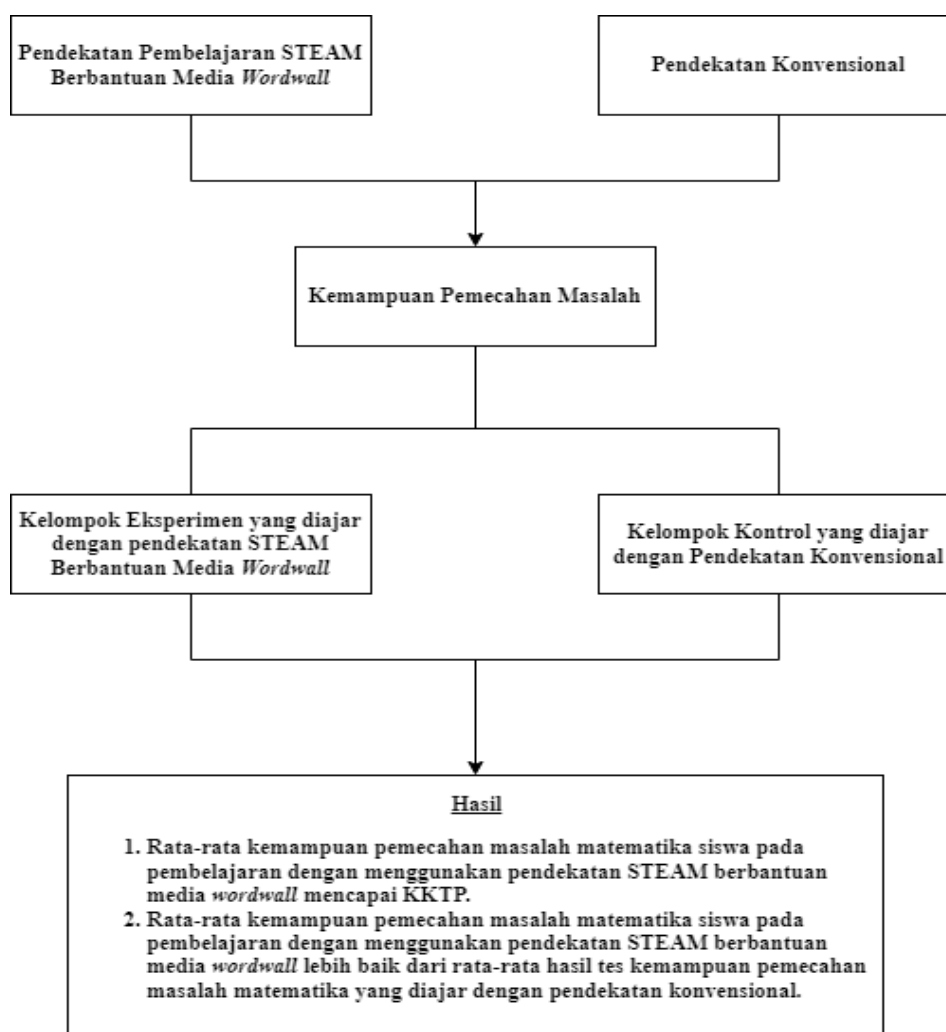 Pendekatan Pembelajaran STEAM
Berbantuan Media Wordwall
Pendekatan Konvensional
Kemampuan Pemecahan Masalah
Kelompok Eksperimen yang diajar
dengan pendekatan STEAM
Berbantuan Media Wordwall
Kelompok Kontrol yang diajar
dengan Pendekatan Konvensional
Hasil
1. Rata-rata kemampuan pemecahan masalah matematika siswa pada
pembelajaran dengan menggunakan pendekatan STEAM berbantuan
media wordwall mencapai KKTP.
2. Rata-rata kemampuan pemecahan masalah matematika siswa pada
pembelajaran dengan menggunakan pendekatan STEAM berbantuan
media wordwall lebih baik dari rata-rata hasil tes kemampuan pemecahan
masalah matematika yang diajar dengan pendekatan konvensional.